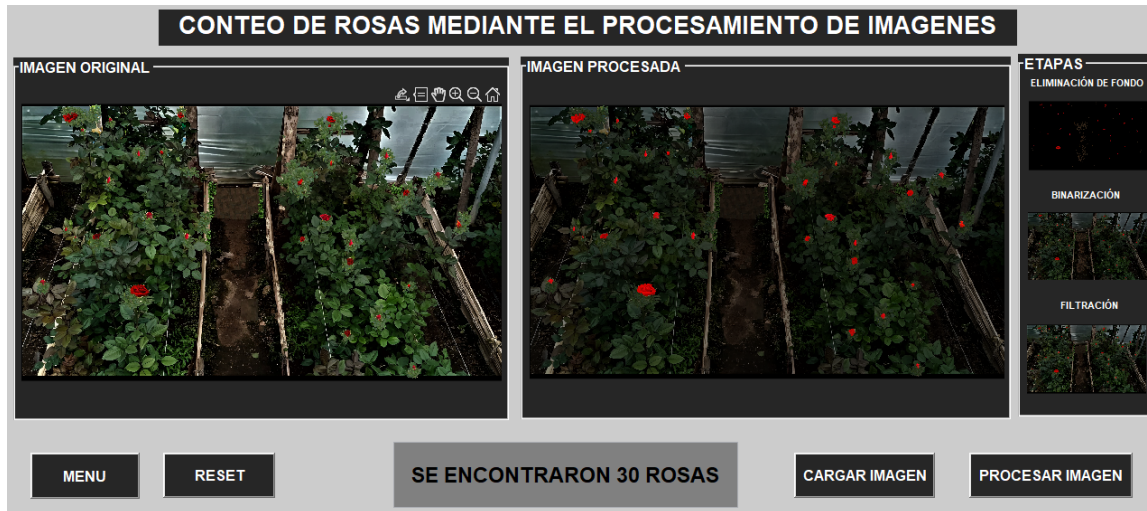 CONTEO DE ROSAS MEDIANTE EL PROCESAMIENTO DE IMAGENES
IMAGEN ORIGINAL
IMAGEN PROCESADA
ETAPAS
ELIMINACIÓN DE FONDO
BINARIZACIÓN
FILTRACIÓN
MENU
RESET
SE ENCONTRARON 30 ROSAS
CARGAR IMAGEN
PROCESAR IMAGEN